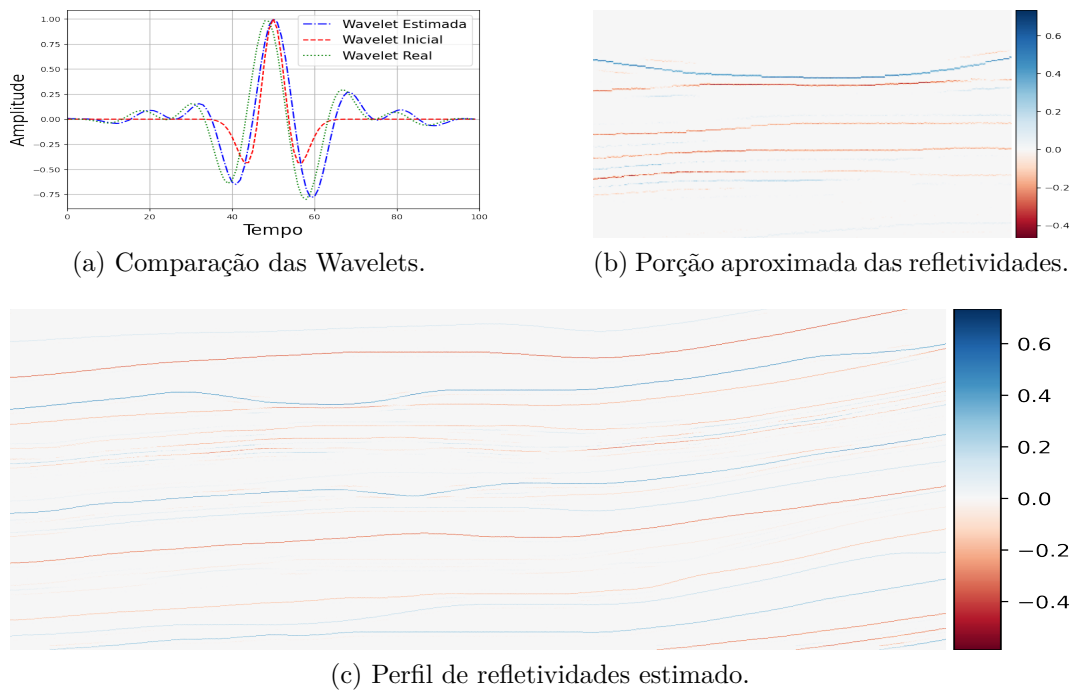 1.00
0.75
0.50
0.25
0.00
−0.25
−0.50
−0.75
Amplitude
0 20 40 60 80 100
Tempo
Wavelet Estimada
Wavelet Inicial
Wavelet Real
(a) Comparação das Wavelets.
0.6
0.4
0.2
0.0
−0.2
−0.4
(b) Porção aproximada das refletividades.
0.6
0.4
0.2
0.0
−0.2
−0.4
(c) Perfil de refletividades estimado.